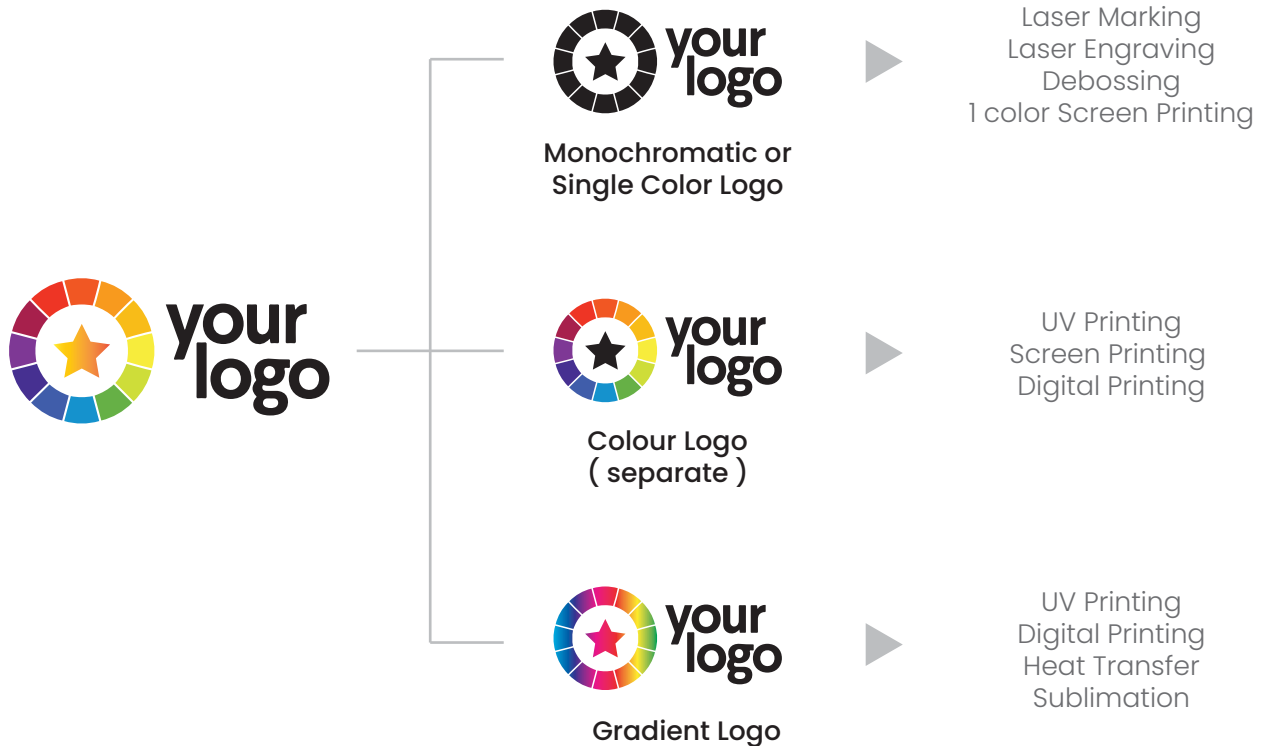 your
logo
your
logo
Monochromatic or
Single Color Logo
Laser Marking
Laser Engraving
Debossing
1 color Screen Printing
your
logo
Colour Logo
( separate )
UV Printing
Screen Printing
Digital Printing
your
logo
Gradient Logo
UV Printing
Digital Printing
Heat Transfer
Sublimation